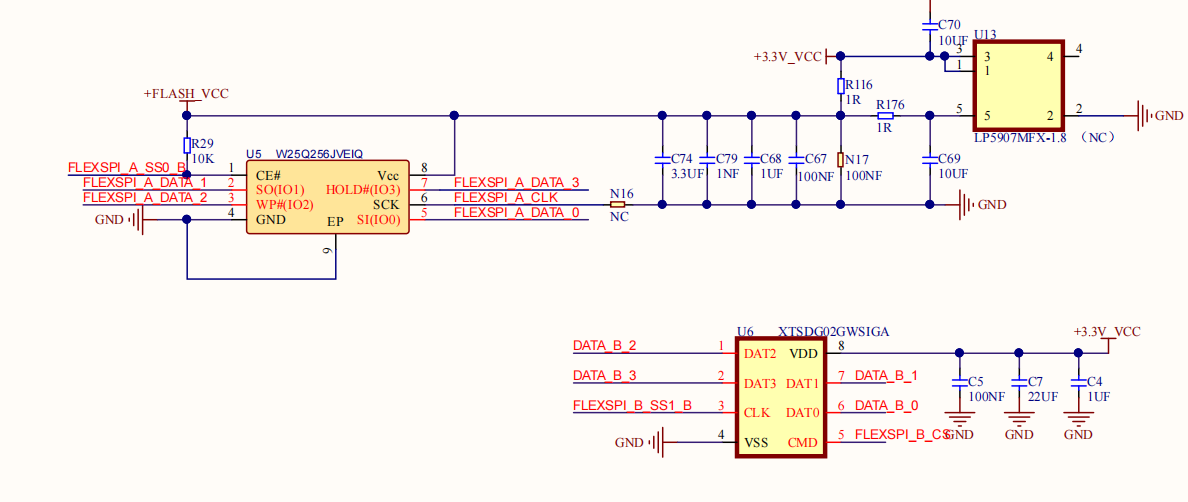 C70
10UF
U13
+3.3V_VCC
3
3
4
4
1
1
R116
1R
R176
1R
5
5
2
2
GND
LP5907MFX-1.8 (NC)
+FLASH_VCC
R29
10K
U5 W25Q256JVEIQ
FLEXSPI_A_SS0_B
1
CE#
Vcc
8
FLEXSPI_A_DATA_1
2
SO(IO1)
HOLD#(IO3)
7
FLEXSPI_A_DATA_3
FLEXSPI_A_DATA_2
3
WP#(IO2)
SCK
6
FLEXSPI_A_CLK
GND
4
GND
EP
SI(IO0)
5
FLEXSPI_A_DATA_0
9
N16
NC
C74
3.3UF
C79
1NF
C68
1UF
C67
100NF
N17
100NF
C69
10UF
GND
U6 XTSDG02GWSIGA
DATA_B_2
1
DAT2
VDD
8
+3.3V_VCC
DATA_B_3
2
DAT3
DAT1
7
DATA_B_1
FLEXSPI_B_SS1_B
3
CLK
DAT0
6
DATA_B_0
GND
4
VSS
CMD
5
FLEXSPI_B_CS
C5
100NF
GND
C7
22UF
GND
C4
1UF
GND